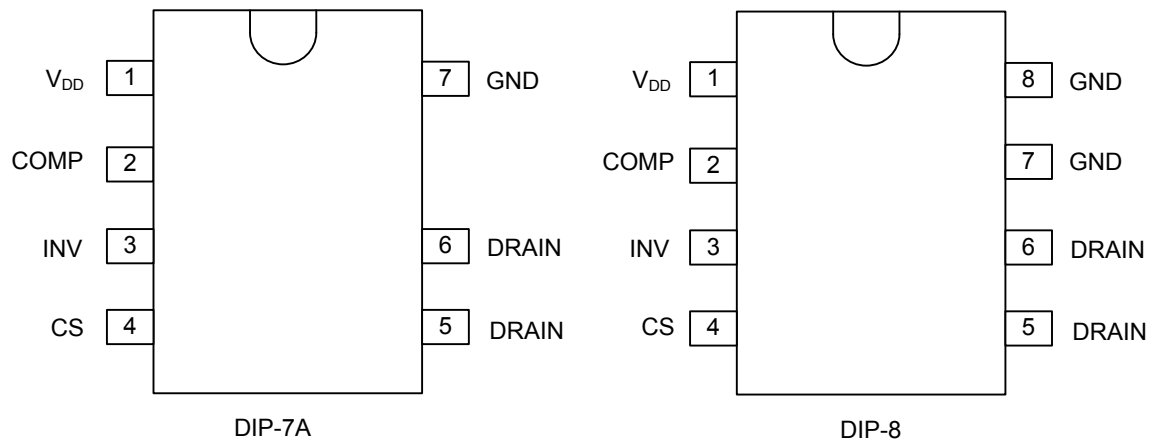 V_DD 1 7 GND
COMP 2
INV 3 6 DRAIN
CS 4 5 DRAIN
DIP-7A
V_DD 1 8 GND
COMP 2 7 GND
INV 3 6 DRAIN
CS 4 5 DRAIN
DIP-8